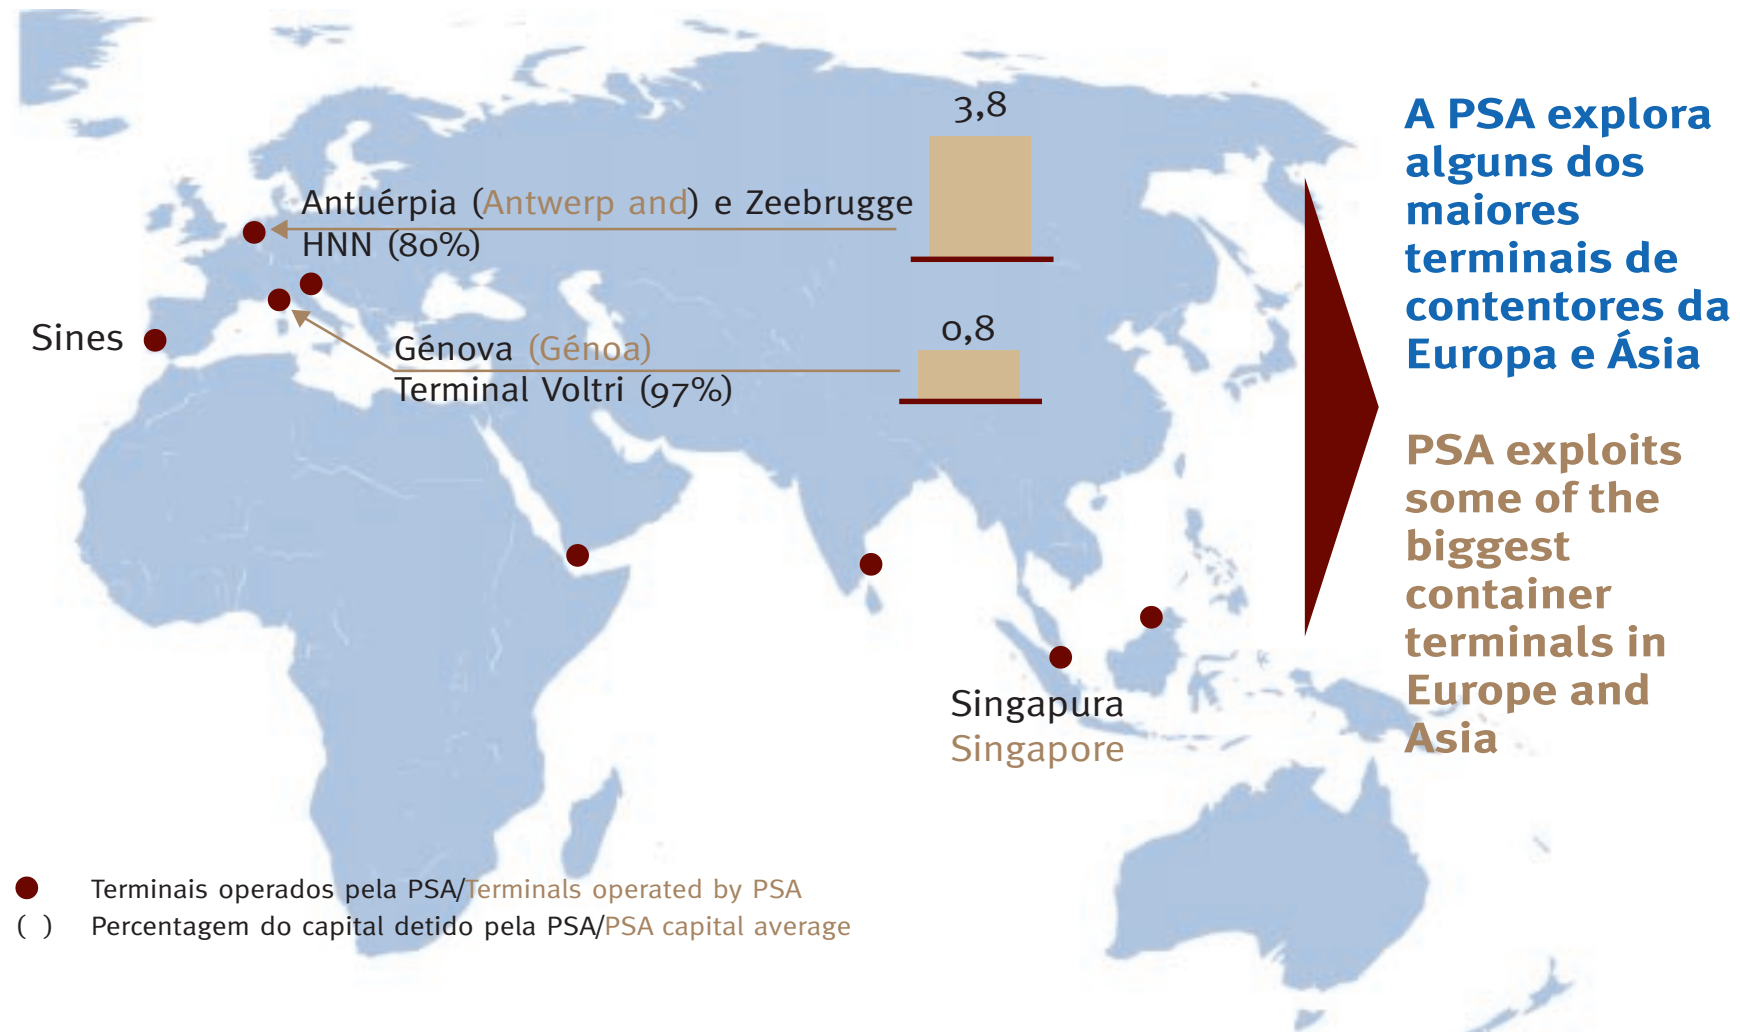 3,8
Antuérpia (Antwerp and) e Zeebrugge
HNN (80%)
0,8
Sines
Génova (Génoa)
Terminal Voltri (97%)
Singapura
Singapore
A PSA explora
alguns dos
maiores
terminais de
contentores da
Europa e Ásia
PSA exploits
some of the
biggest
container
terminals in
Europe and
Asia
Terminais operados pela PSA/Terminals operated by PSA
( ) Percentagem do capital detido pela PSA/PSA capital average